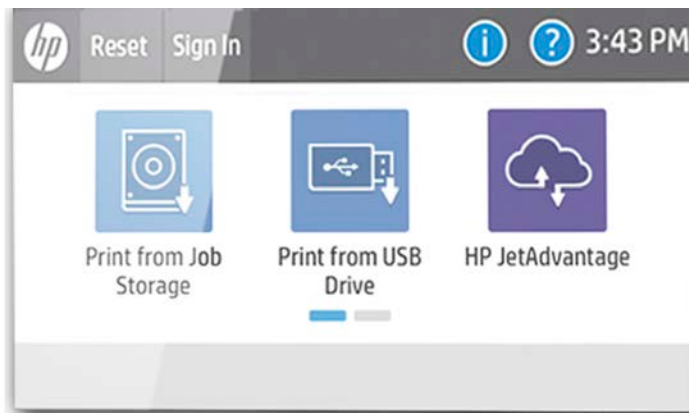 hp Reset Sign In i ? 3:43 PM
Print from Job Print from USB HP JetAdvantage
Storage Drive